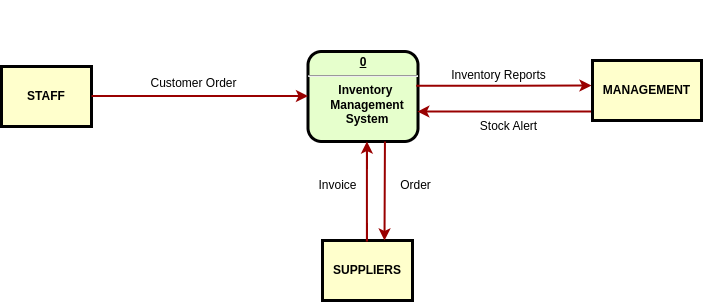 0
Customer Order
Inventory Reports
STAFF
Inventory
Management
System
MANAGEMENT
Stock Alert
Invoice
Order
SUPPLIERS